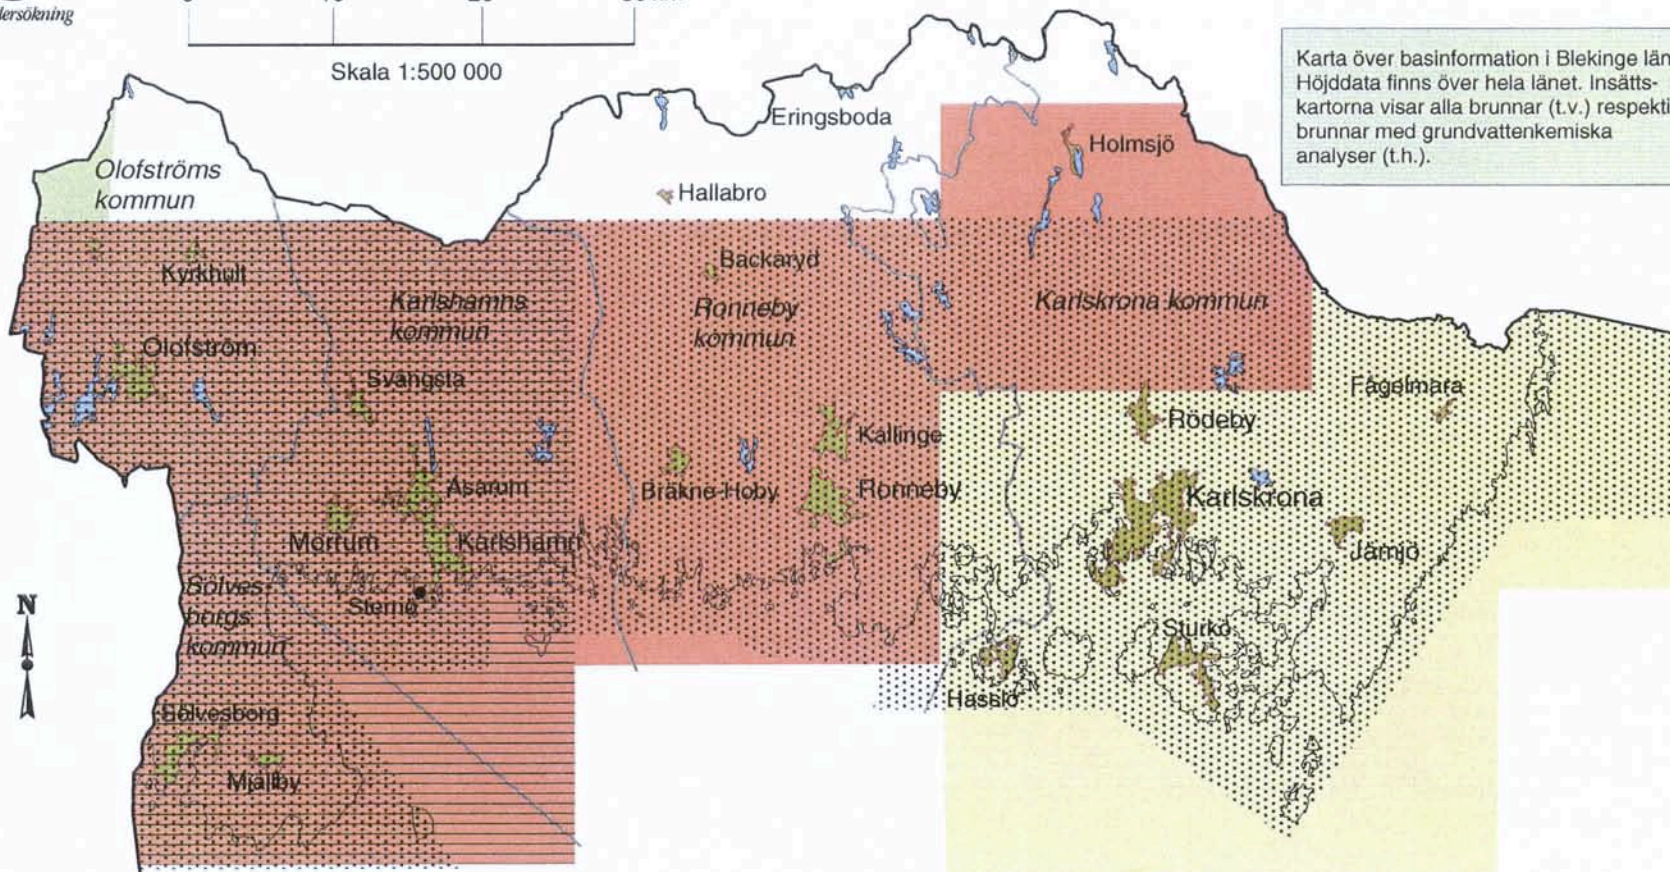 dersökning
Skala 1:500 000
Karta över basinformation i Blekinge län
Höjddata finns över hela länet. Insätts-
kartorna visar alla brunnar (t.v.) respekti
brunnar med grundvattenkemiska
analyser (t.h.).
Eringsboda
Holmsjö
Olofströms
kommun
Hallabro
Kyrkhult
Backaryd
Karlshamns
kommun
Ronneby
kommun
Karlskrona kommun
Olofström
Svängsta
Fågelmara
Rödeby
Kallinge
Asarum
Bräkne-Hoby
Ronneby
Karlskrona
Mörrum
Karlshamn
Jämjö
Sölves-
borgs
kommun
Sternö
N
Sturkö
Hasslö
Sölvesborg
Mjällby